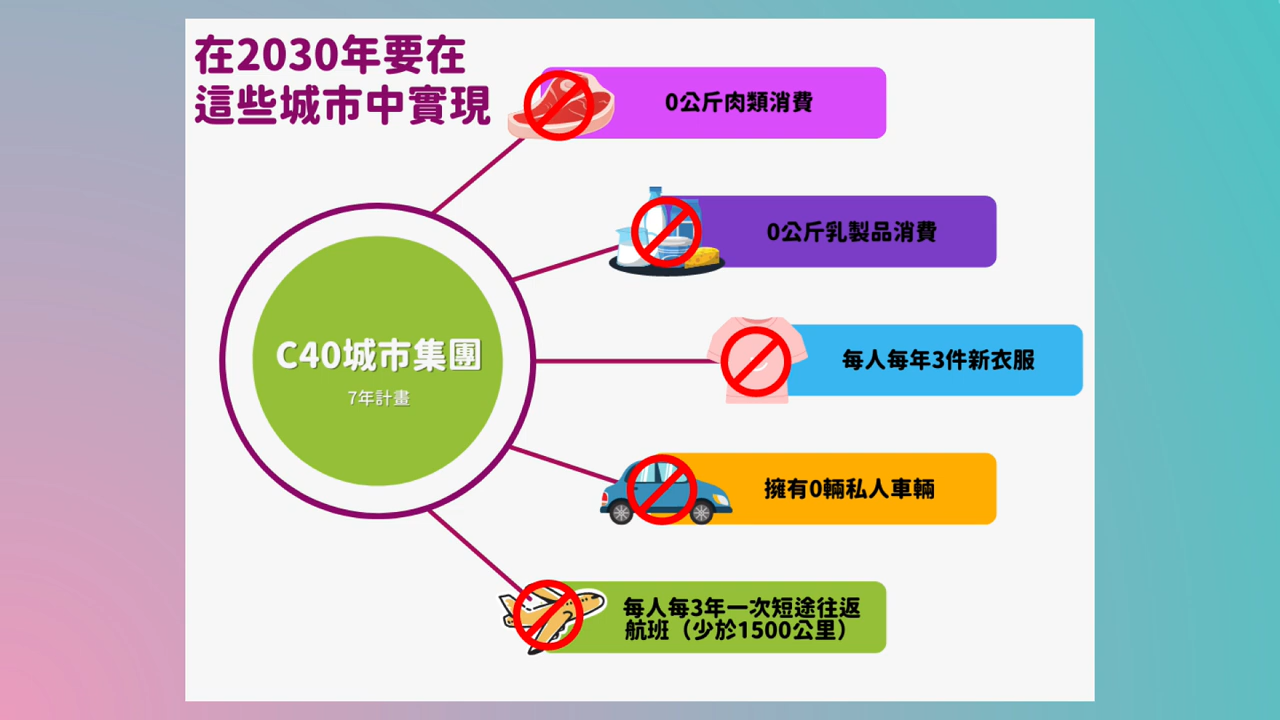 在2030年要在
這些城市中實現
0公斤肉類消費
0公斤乳製品消費
C40城市集團
7年計畫
每人每年3件新衣服
擁有0輛私人車輛
每人每3年一次短途往返
航班（少於1500公里）